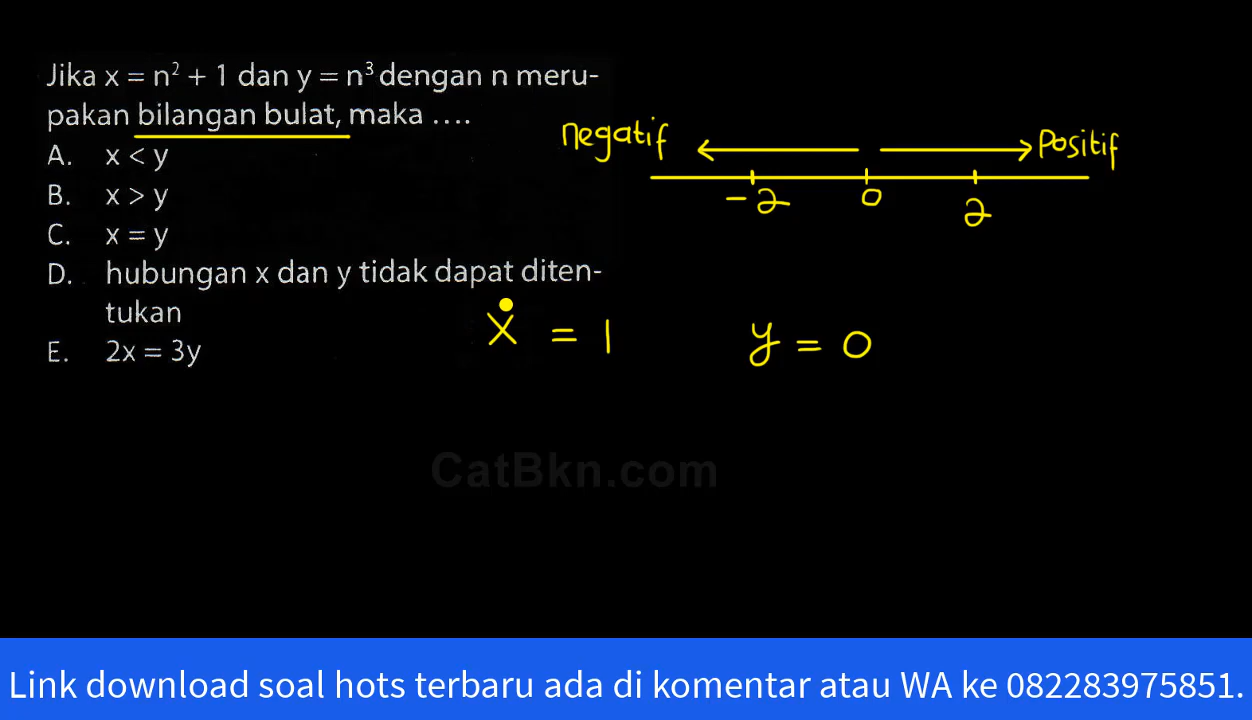 Jika x = n² + 1 dan y = n³ dengan n meru-
pakan bilangan bulat, maka ....
A. x < y
B. x > y
C. x = y
D. hubungan x dan y tidak dapat diten-
tukan
E. 2x = 3y
negatif
Positif
-2 0 2
x = 1 y = 0
CatBkn.com
Link download soal hots terbaru ada di komentar atau WA ke 082283975851.